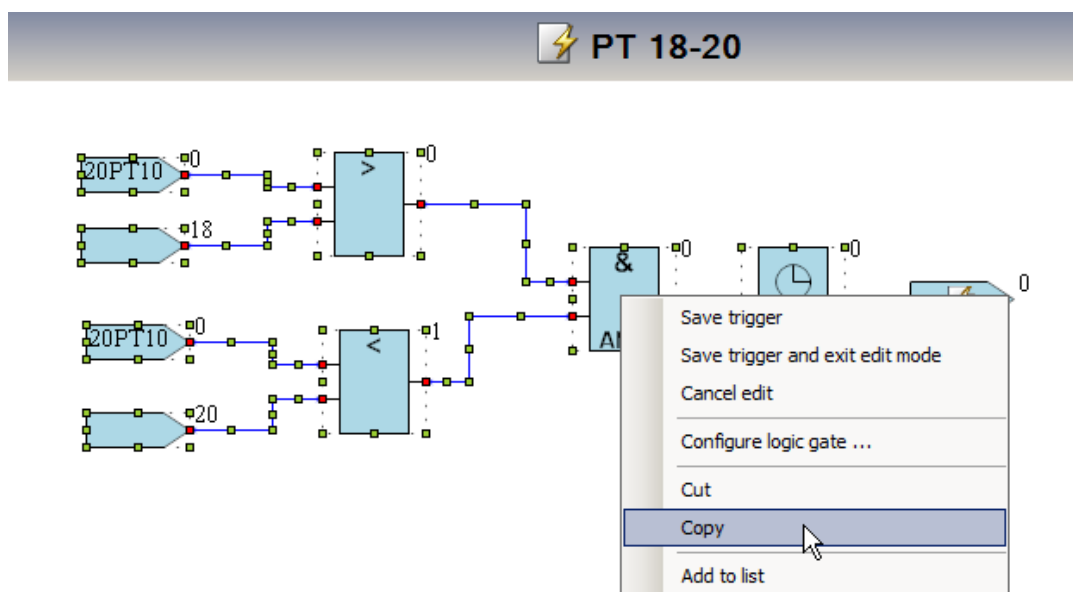 PT 18-20
20PT10 0
> 0
18
& 0
0
0
AN
20PT10 0
< 1
20
Save trigger
Save trigger and exit edit mode
Cancel edit
Configure logic gate ...
Cut
Copy
Add to list